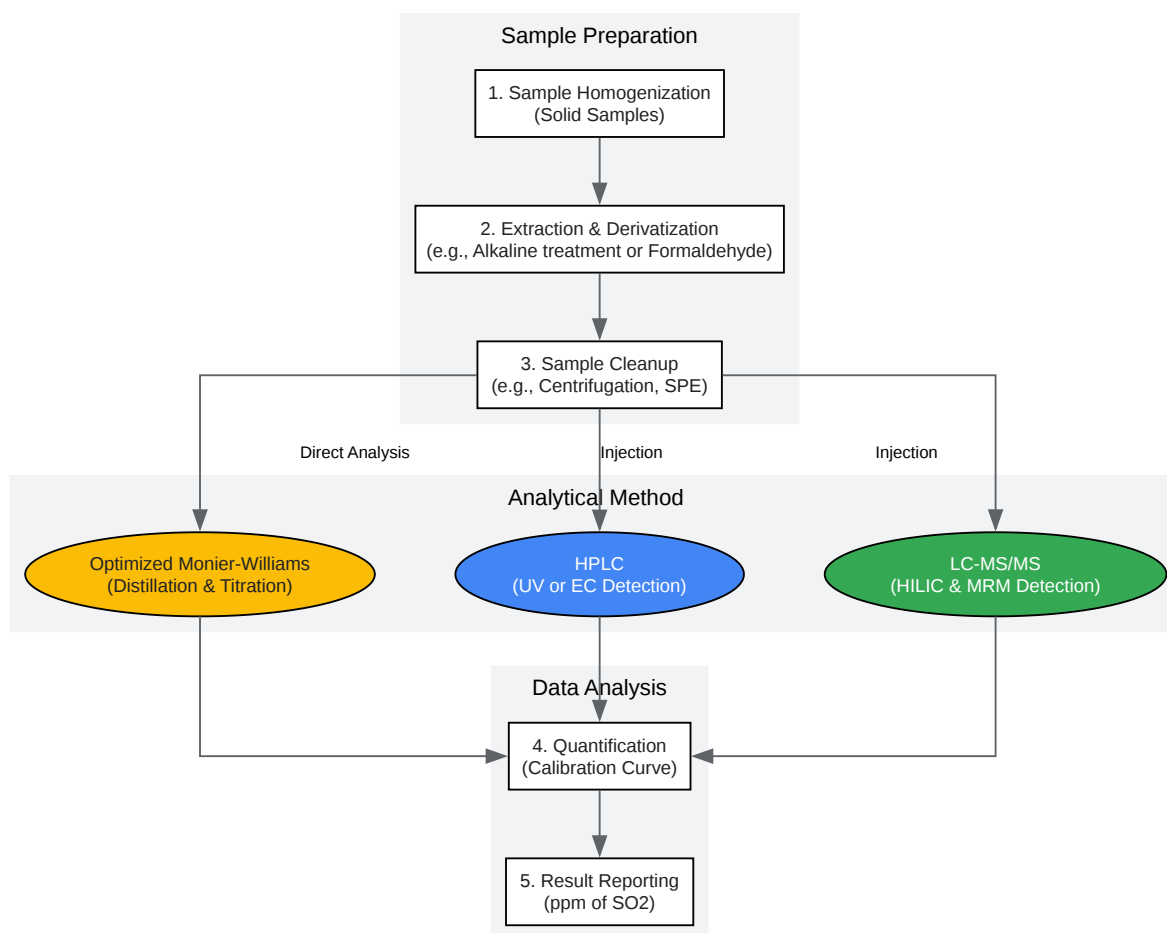 Sample Preparation
1. Sample Homogenization
(Solid Samples)
2. Extraction & Derivatization
(e.g., Alkaline treatment or Formaldehyde)
3. Sample Cleanup
(e.g., Centrifugation, SPE)
Direct Analysis
Injection
Injection
Analytical Method
Optimized Monier-Williams
(Distillation & Titration)
HPLC
(UV or EC Detection)
LC-MS/MS
(HILIC & MRM Detection)
Data Analysis
4. Quantification
(Calibration Curve)
5. Result Reporting
(ppm of SO2)